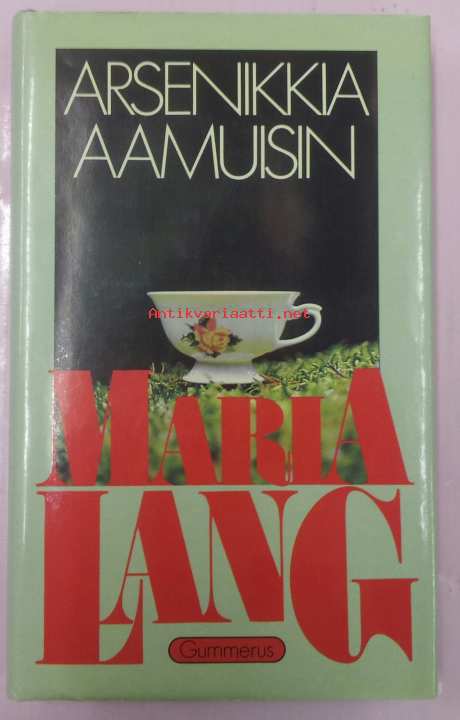 ARSENIKKIA
AAMUISIN
Antikvariaatti.net
MARIA
LANG
Gummerus